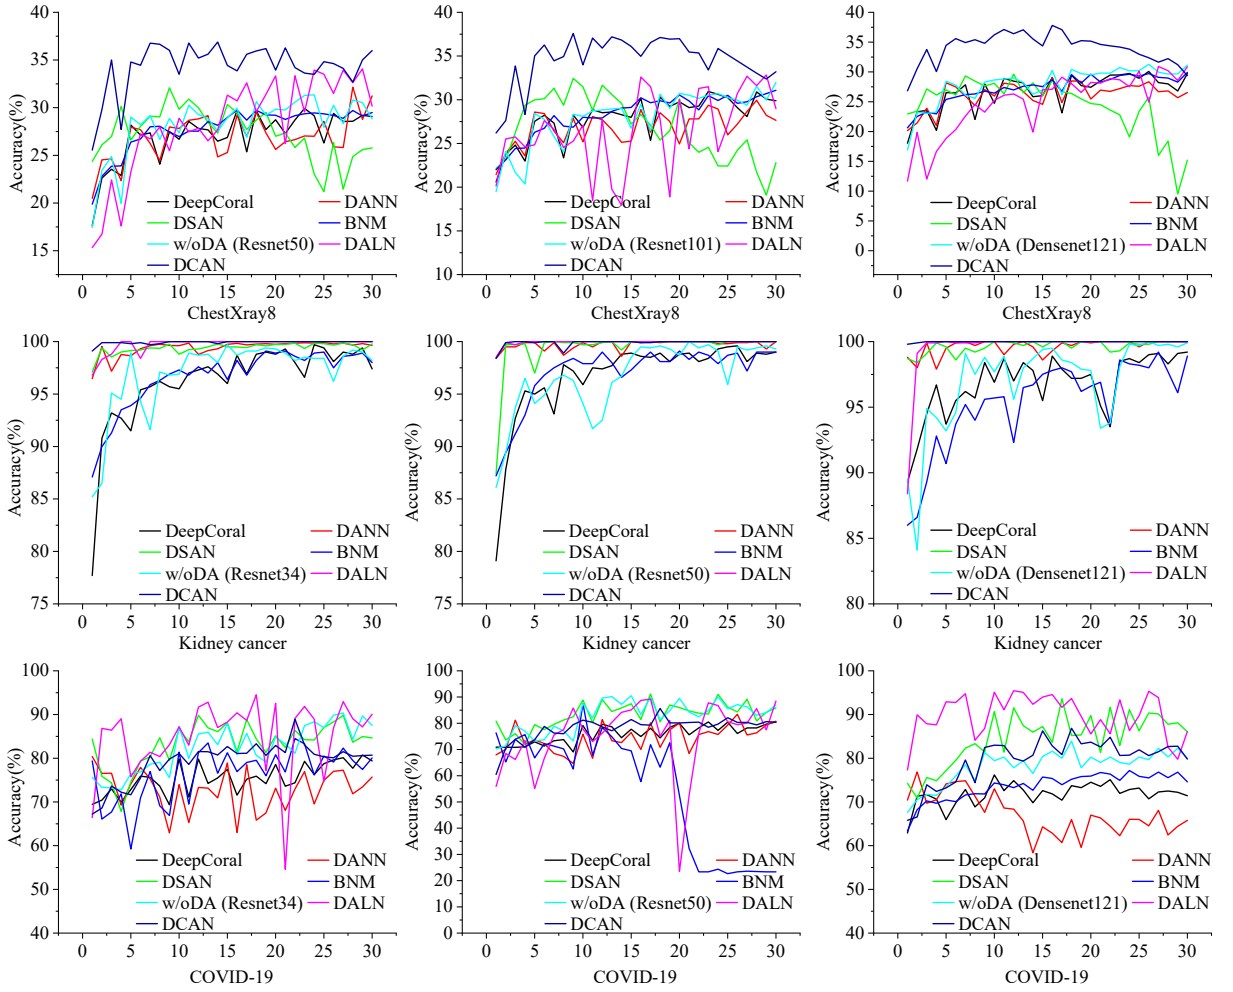 40
35
30
25
20
15
Accuracy(%)
DeepCoral DANN
DSAN BNM
w/oDA (Resnet50) DALN
DCAN
0 5 10 15 20 25 30
ChestXray8
40
35
30
25
20
15
10
Accuracy(%)
DeepCoral DANN
DSAN BNM
w/oDA (Resnet101) DALN
DCAN
0 5 10 15 20 25 30
ChestXray8
40
35
30
25
20
15
10
5
0
Accuracy(%)
DeepCoral DANN
DSAN BNM
w/oDA (Densenet121) DALN
DCAN
0 5 10 15 20 25 30
ChestXray8
100
95
90
85
80
75
Accuracy(%)
DeepCoral DANN
DSAN BNM
w/oDA (Resnet34) DALN
DCAN
0 5 10 15 20 25 30
Kidney cancer
100
95
90
85
80
75
Accuracy(%)
DeepCoral DANN
DSAN BNM
w/oDA (Resnet50) DALN
DCAN
0 5 10 15 20 25 30
Kidney cancer
100
95
90
85
80
Accuracy(%)
DeepCoral DANN
DSAN BNM
w/oDA (Densenet121) DALN
DCAN
0 5 10 15 20 25 30
Kidney cancer
100
90
80
70
60
50
40
Accuracy(%)
DeepCoral DANN
DSAN BNM
w/oDA (Resnet34) DALN
DCAN
0 5 10 15 20 25 30
COVID-19
100
90
80
70
60
50
40
30
20
10
0
Accuracy(%)
DeepCoral DANN
DSAN BNM
w/oDA (Resnet50) DALN
DCAN
0 5 10 15 20 25 30
COVID-19
100
90
80
70
60
50
40
Accuracy(%)
DeepCoral DANN
DSAN BNM
w/oDA (Densenet121) DALN
DCAN
0 5 10 15 20 25 30
COVID-19